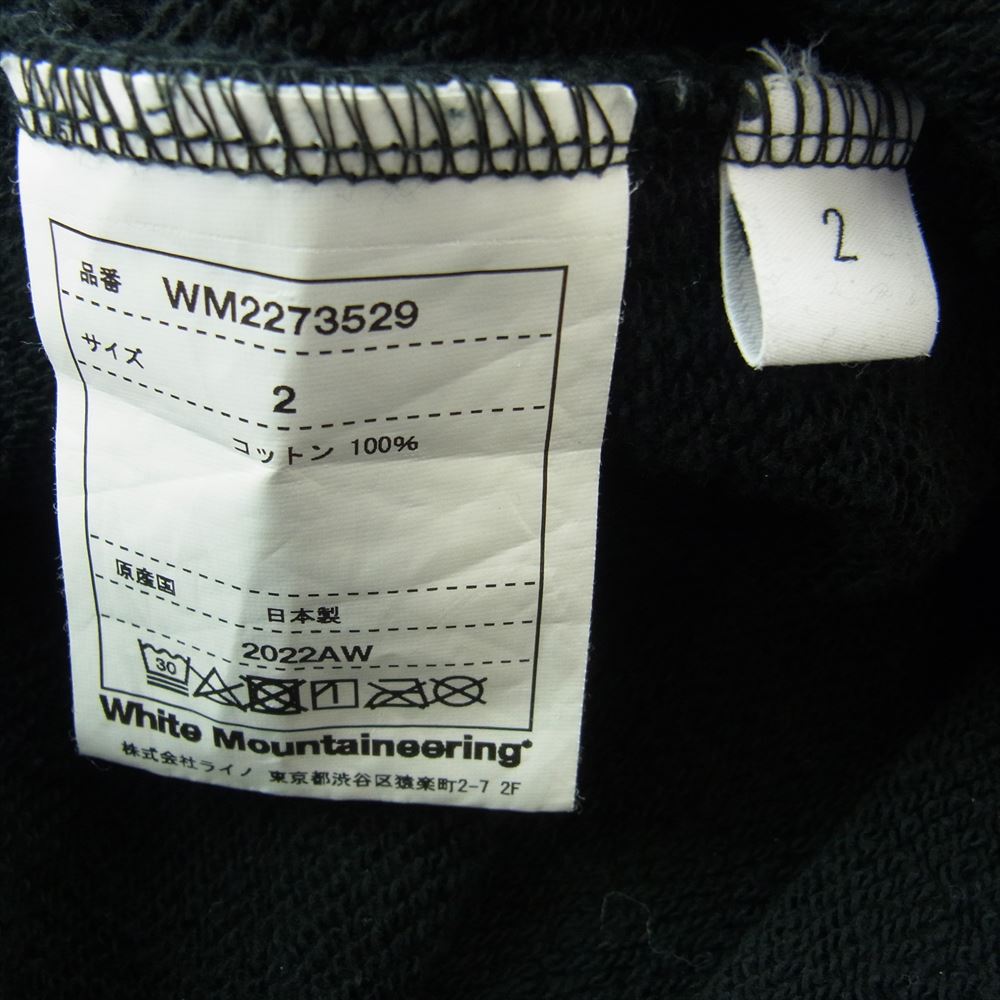 品番 WM2273529
サイズ
2
コットン 100%
原産国
日本製
2022AW
30
White Mountaineering®
株式会社ライノ 東京都渋谷区猿楽町2-7 2F
2